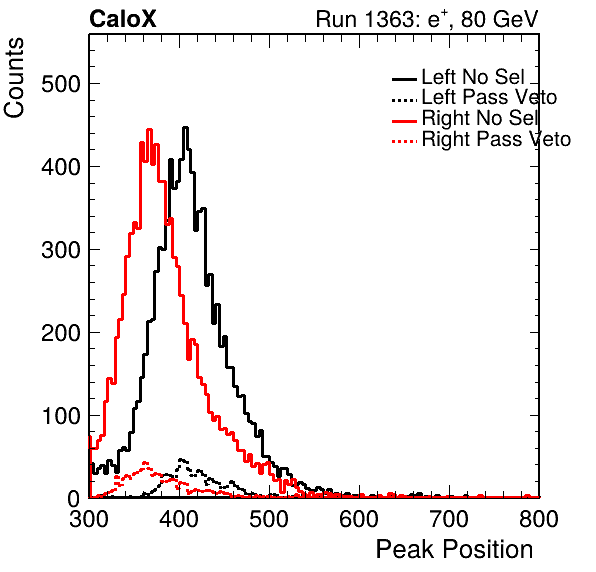 CaloX Run 1363: e+, 80 GeV
Counts
500
400
300
200
100
0
Left No Sel
Left Pass Veto
Right No Sel
Right Pass Veto
300 400 500 600 700 800
Peak Position